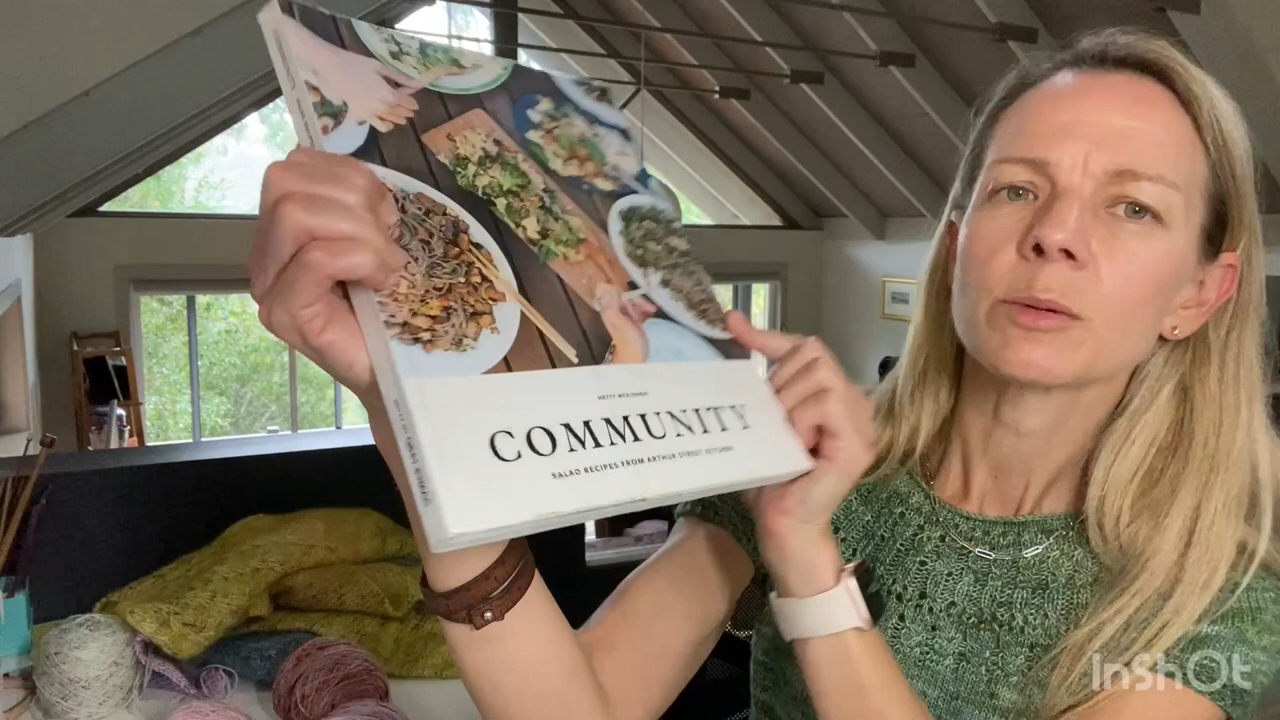 HETTY MCKINNON
COMMUNITY
SALAD RECIPES FROM ARTHUR STREET KITCHEN
InShOt